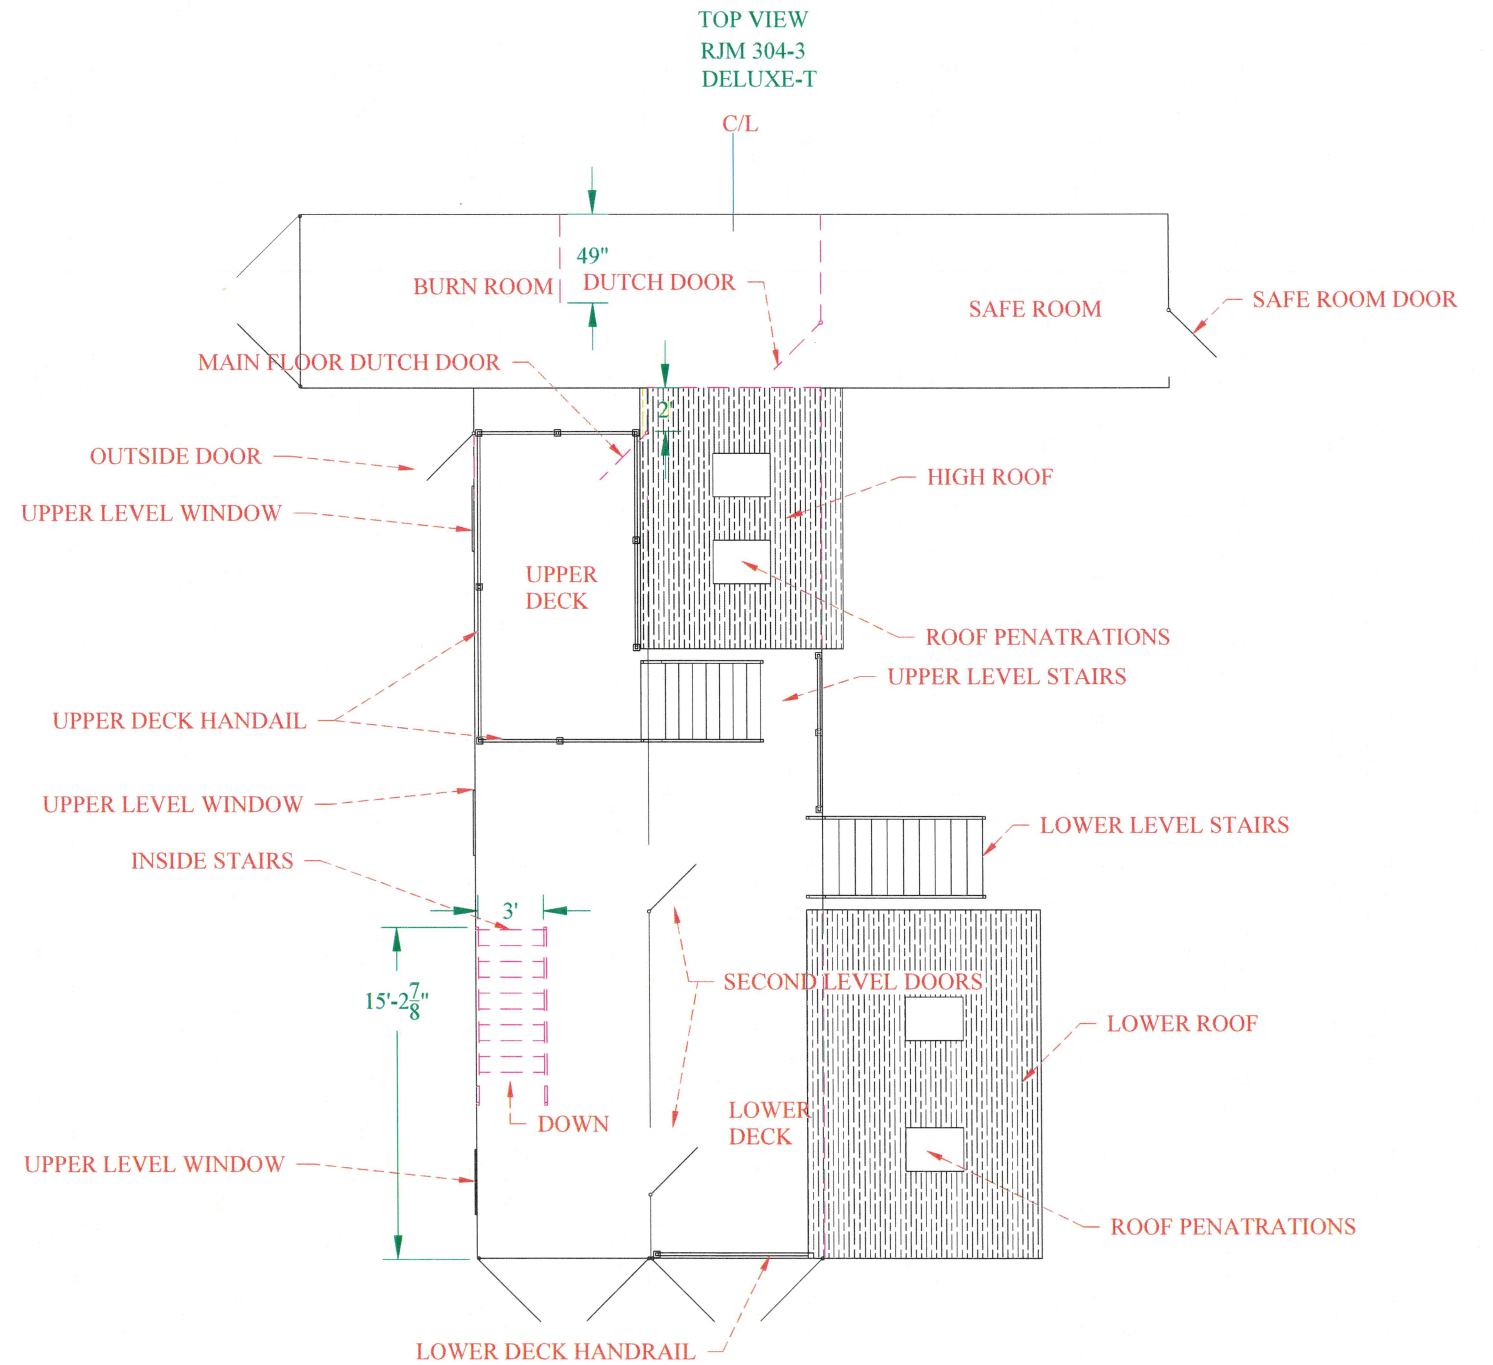 TOP VIEW
RJM 304-3
DELUXE-T
C/L
49"
BURN ROOM
DUTCH DOOR
SAFE ROOM
SAFE ROOM DOOR
MAIN FLOOR DUTCH DOOR
2'
OUTSIDE DOOR
HIGH ROOF
UPPER LEVEL WINDOW
UPPER
DECK
ROOF PENATRATIONS
UPPER LEVEL STAIRS
UPPER DECK HANDAIL
UPPER LEVEL WINDOW
LOWER LEVEL STAIRS
INSIDE STAIRS
3'
SECOND LEVEL DOORS
15'-2 7/8"
LOWER ROOF
LOWER
DECK
DOWN
UPPER LEVEL WINDOW
ROOF PENATRATIONS
LOWER DECK HANDRAIL